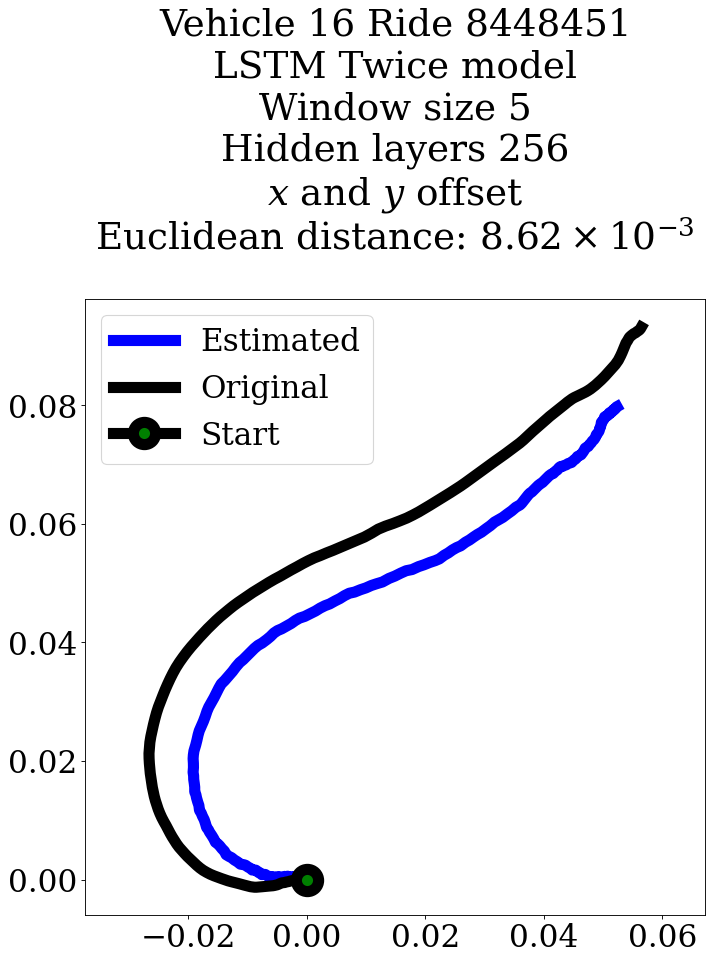 Vehicle 16 Ride 8448451
LSTM Twice model
Window size 5
Hidden layers 256
x and y offset
Euclidean distance: 8.62 × 10⁻³
Estimated
Original
Start
0.08
0.06
0.04
0.02
0.00
−0.02 0.00 0.02 0.04 0.06